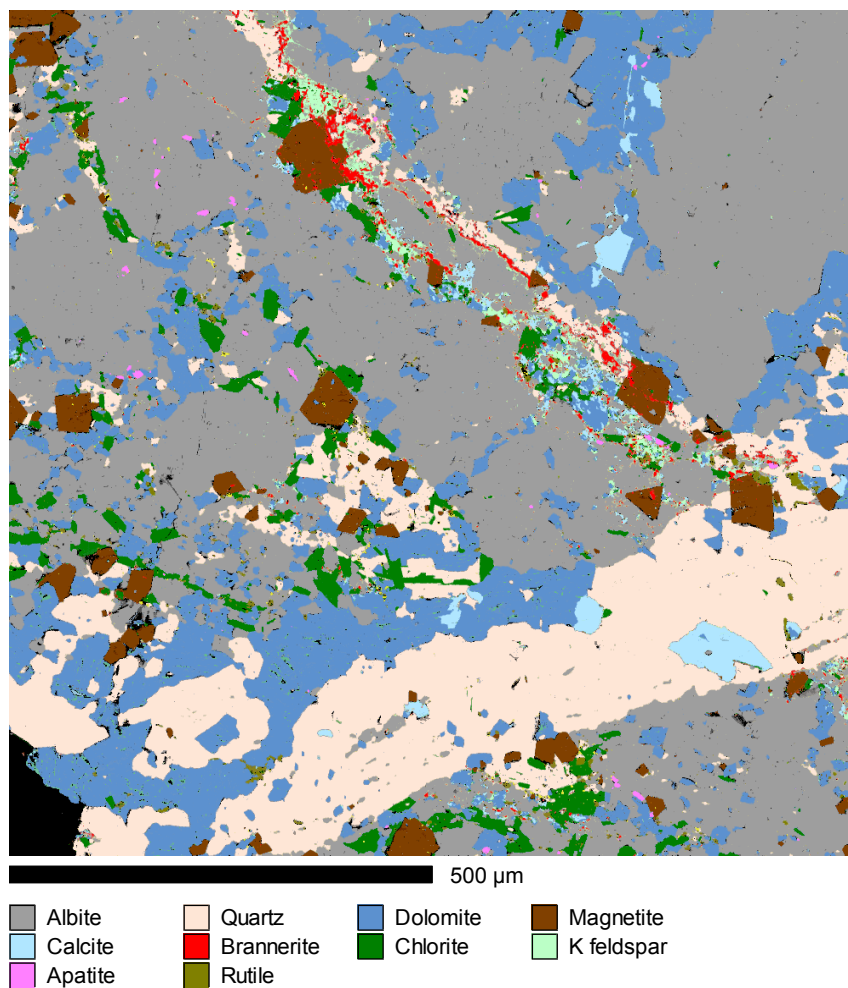 500 µm
Albite Quartz Dolomite Magnetite
Calcite Brannerite Chlorite K feldspar
Apatite Rutile